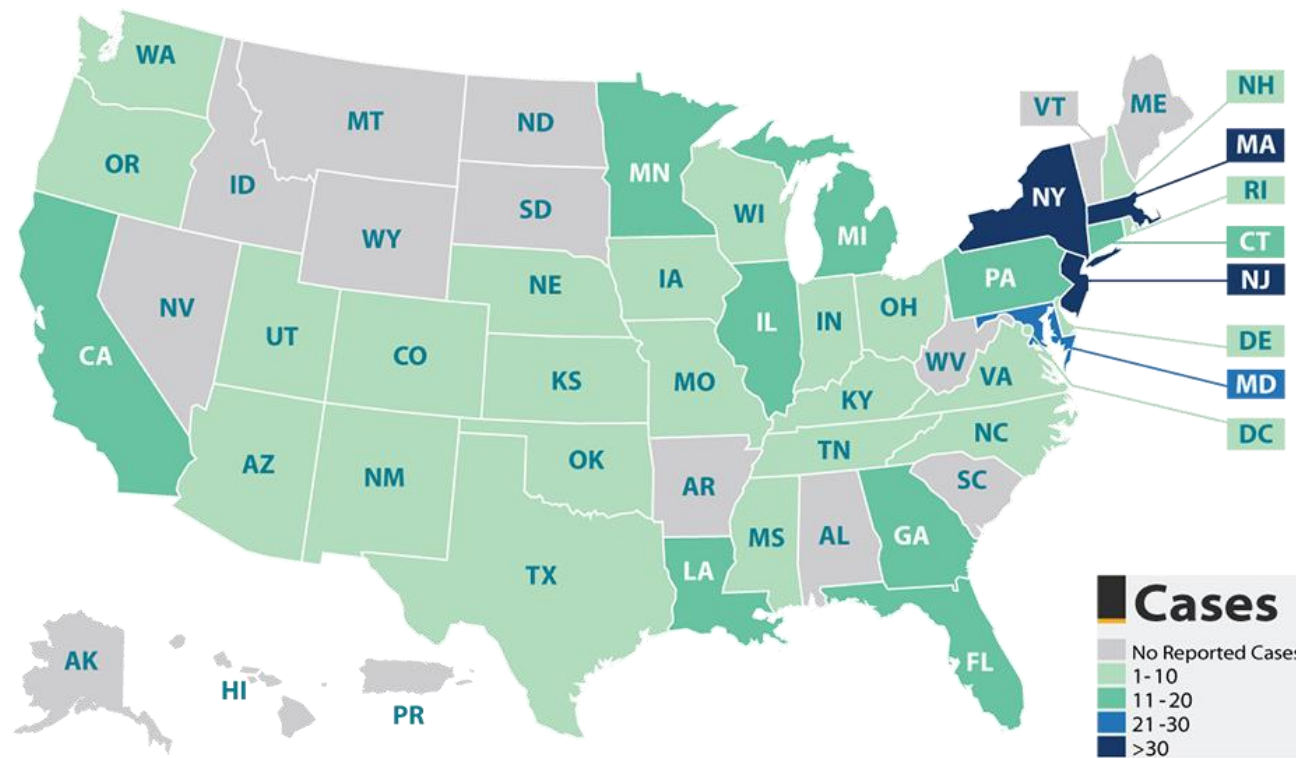 WA
MT
ND
MN
VT
ME
NH
MA
OR
ID
SD
WI
MI
NY
RI
WY
CT
NV
NE
IA
PA
NJ
UT
CO
IL
IN
OH
DE
CA
KS
MO
WV
VA
MD
KY
NC
DC
AZ
NM
OK
TN
AR
SC
MS
AL
GA
TX
LA
FL
AK
HI
PR
Cases
No Reported Cases
1-10
11-20
21-30
>30